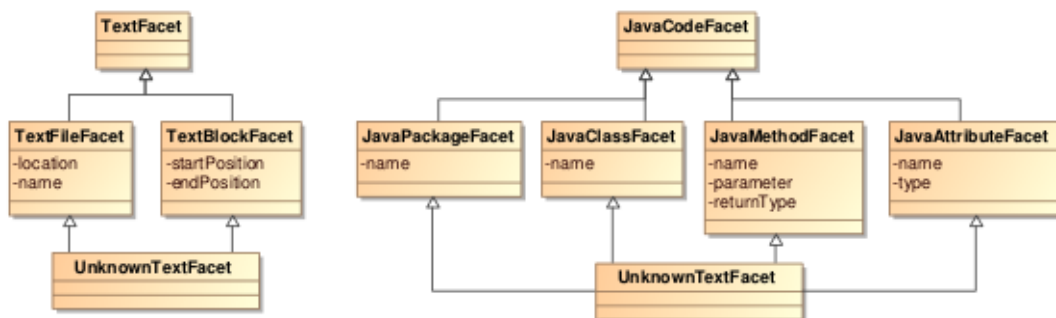 TextFacet
TextFileFacet
-location
-name
TextBlockFacet
-startPosition
-endPosition
UnknownTextFacet
JavaCodeFacet
JavaPackageFacet
-name
JavaClassFacet
-name
JavaMethodFacet
-name
-parameter
-returnType
JavaAttributeFacet
-name
-type
UnknownTextFacet